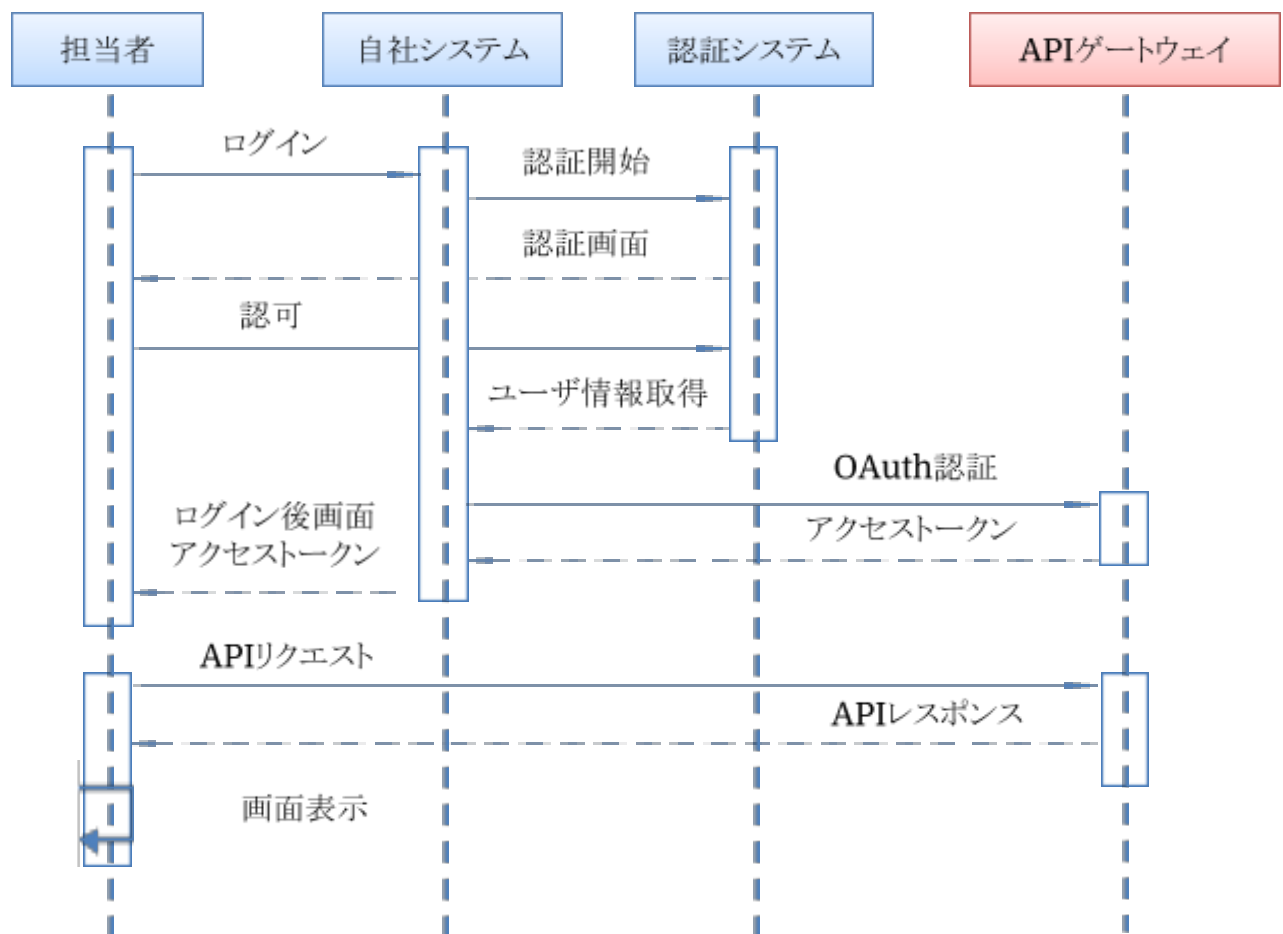 担当者
自社システム
認証システム
APIゲートウェイ
ログイン
認証開始
認証画面
認可
ユーザ情報取得
OAuth認証
アクセストークン
ログイン後画面
アクセストークン
APIリクエスト
APIレスポンス
画面表示